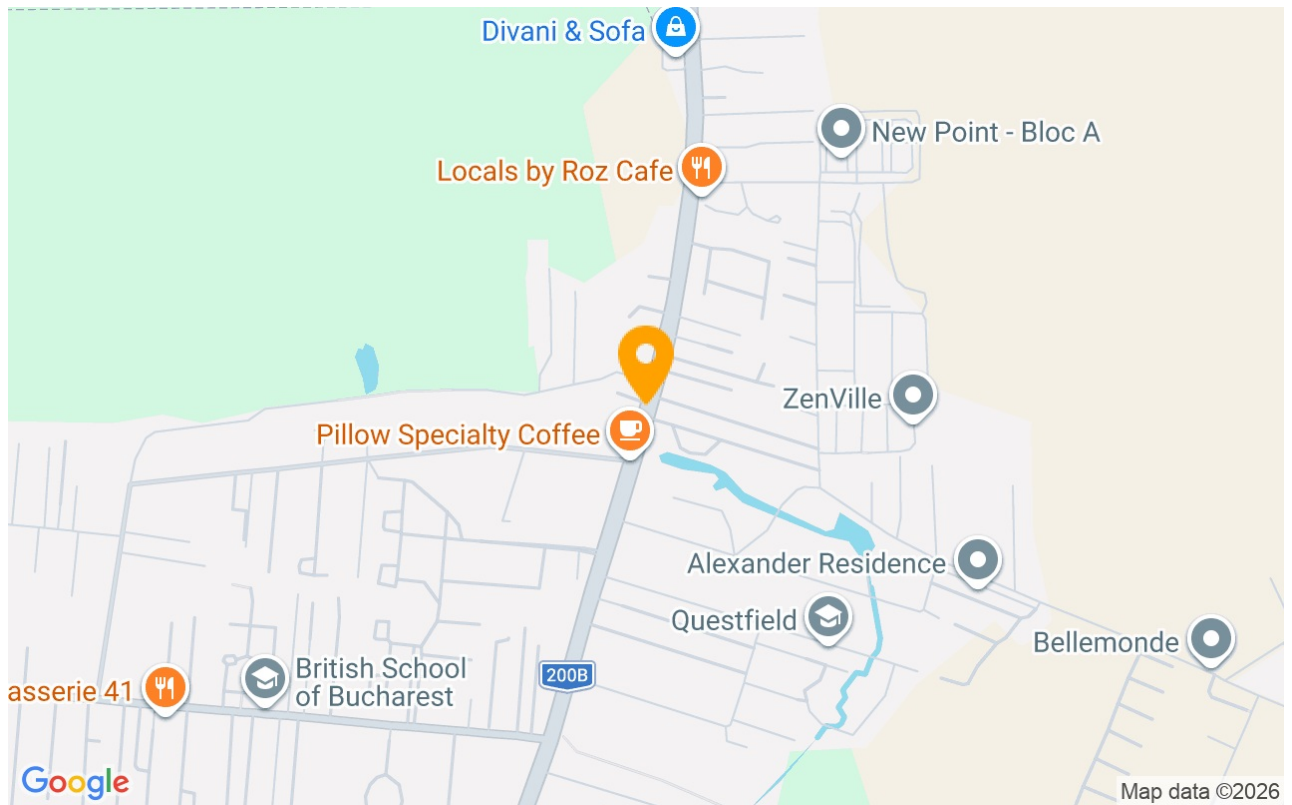 Divani & Sofa
New Point - Bloc A
Locals by Roz Cafe
ZenVille
Pillow Specialty Coffee
Alexander Residence
Questfield
Bellemonde
British School
of Bucharest
200B
asserie 41
Google
Map data ©2026